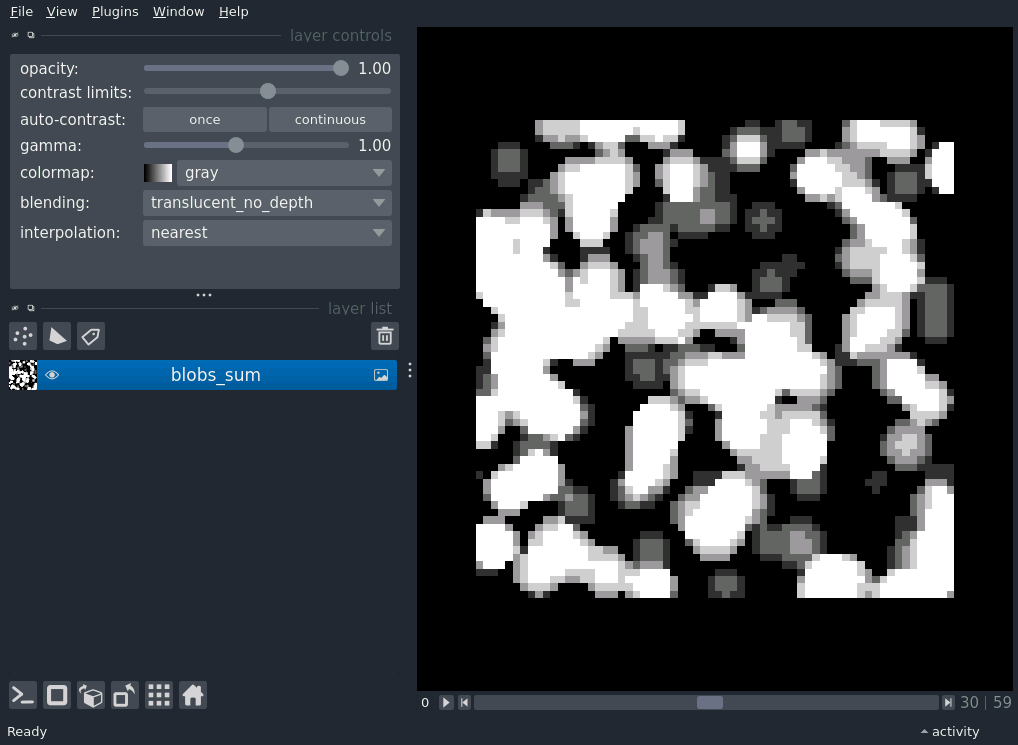 File View Plugins Window Help
layer controls
opacity: 1.00
contrast limits:
auto-contrast: once continuous
gamma: 1.00
colormap: gray
blending: translucent_no_depth
interpolation: nearest
layer list
blobs_sum
0 30 | 59
Ready activity